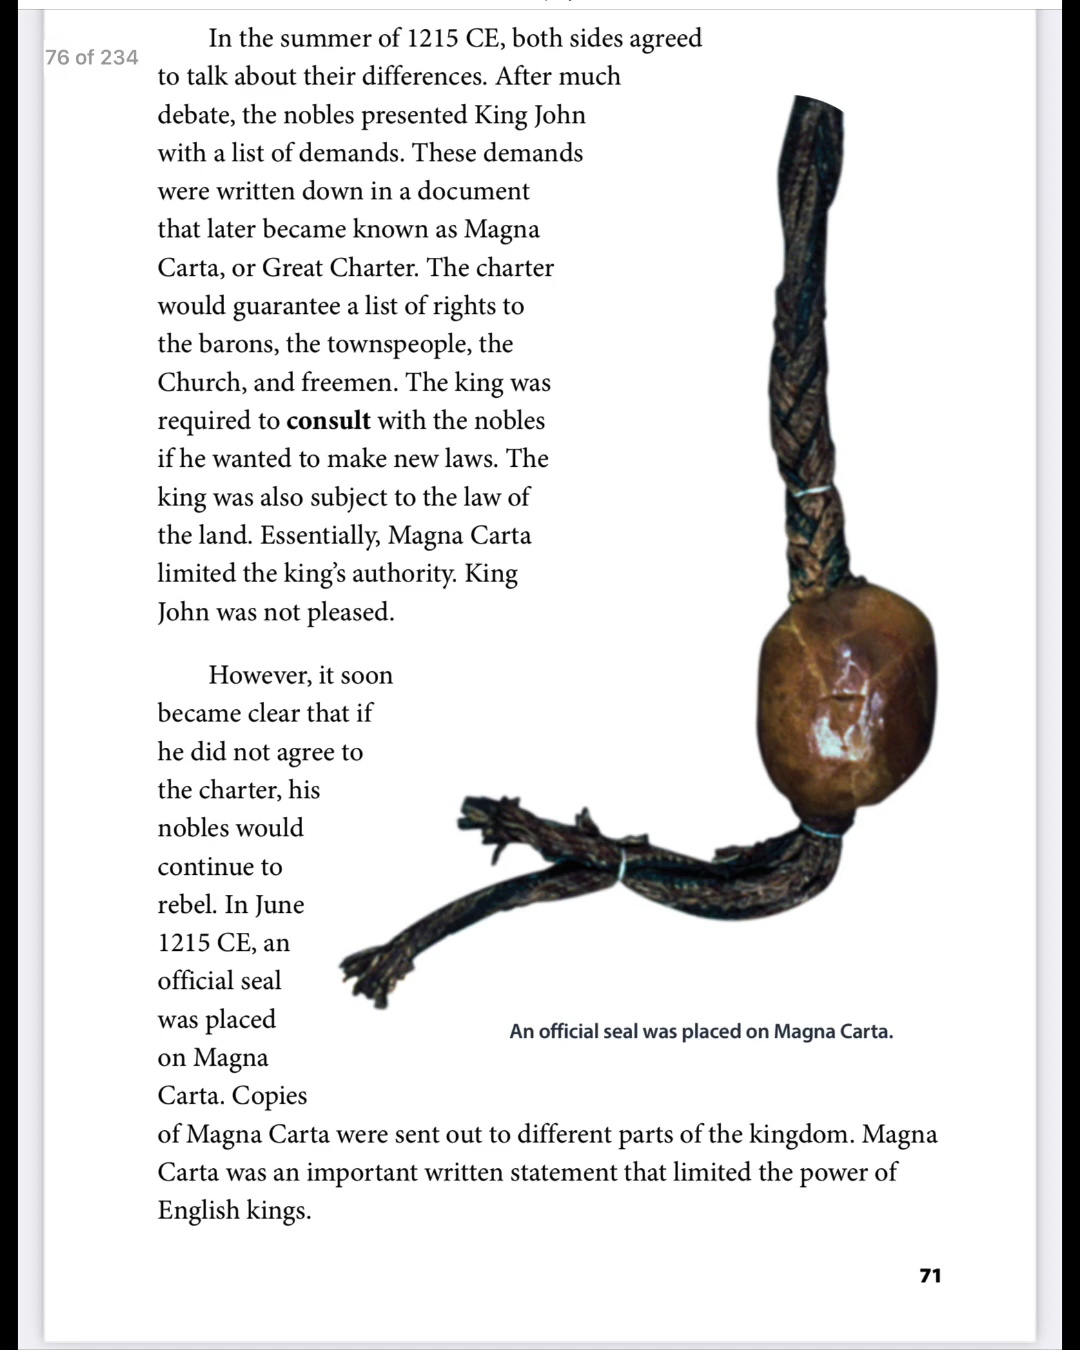 76 of 234
In the summer of 1215 CE, both sides agreed
to talk about their differences. After much
debate, the nobles presented King John
with a list of demands. These demands
were written down in a document
that later became known as Magna
Carta, or Great Charter. The charter
would guarantee a list of rights to
the barons, the townspeople, the
Church, and freemen. The king was
required to consult with the nobles
if he wanted to make new laws. The
king was also subject to the law of
the land. Essentially, Magna Carta
limited the king’s authority. King
John was not pleased.
However, it soon
became clear that if
he did not agree to
the charter, his
nobles would
continue to
rebel. In June
1215 CE, an
official seal
was placed
on Magna
Carta. Copies
of Magna Carta were sent out to different parts of the kingdom. Magna
Carta was an important written statement that limited the power of
English kings.
An official seal was placed on Magna Carta.
71